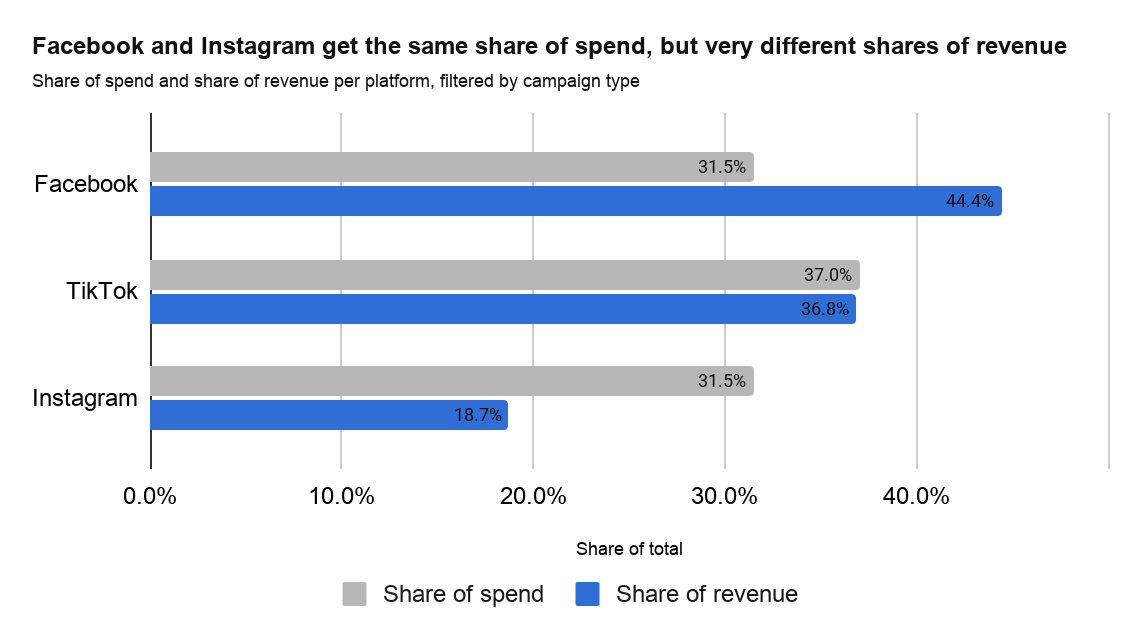 Facebook and Instagram get the same share of spend, but very different shares of revenue
Share of spend and share of revenue per platform, filtered by campaign type
Facebook
31.5%
44.4%
TikTok
37.0%
36.8%
Instagram
31.5%
18.7%
0.0% 10.0% 20.0% 30.0% 40.0%
Share of total
Share of spend Share of revenue